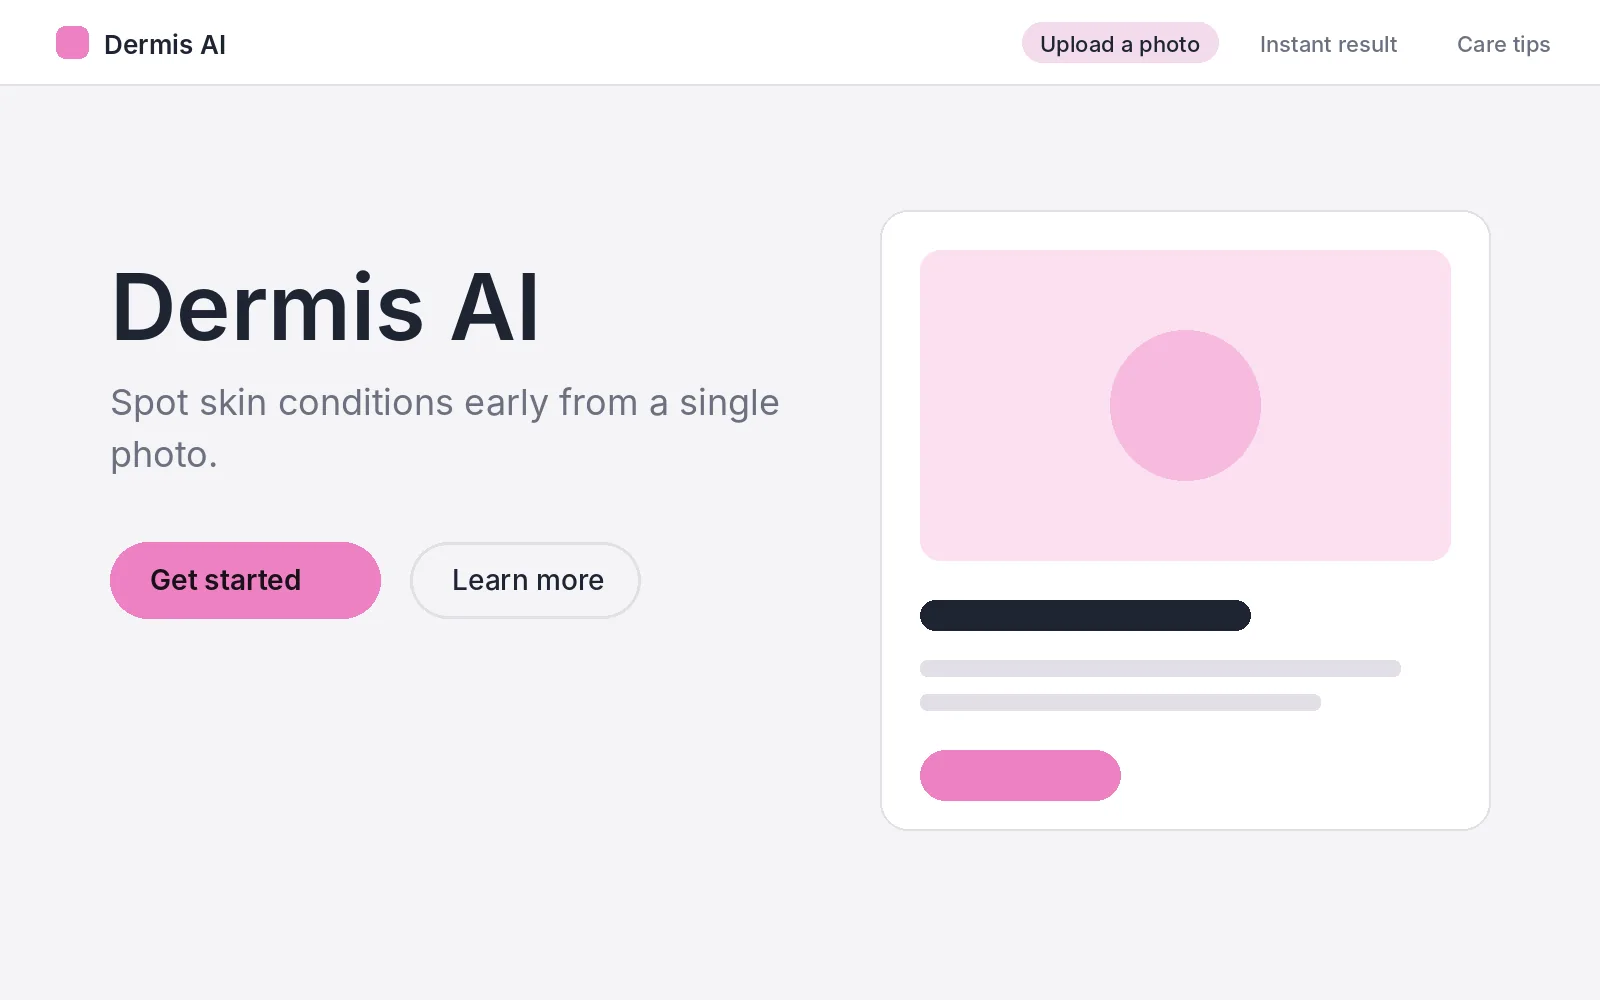 Dermis AI
Upload a photo
Instant result
Care tips
Dermis AI
Spot skin conditions early from a single
photo.
Get started
Learn more